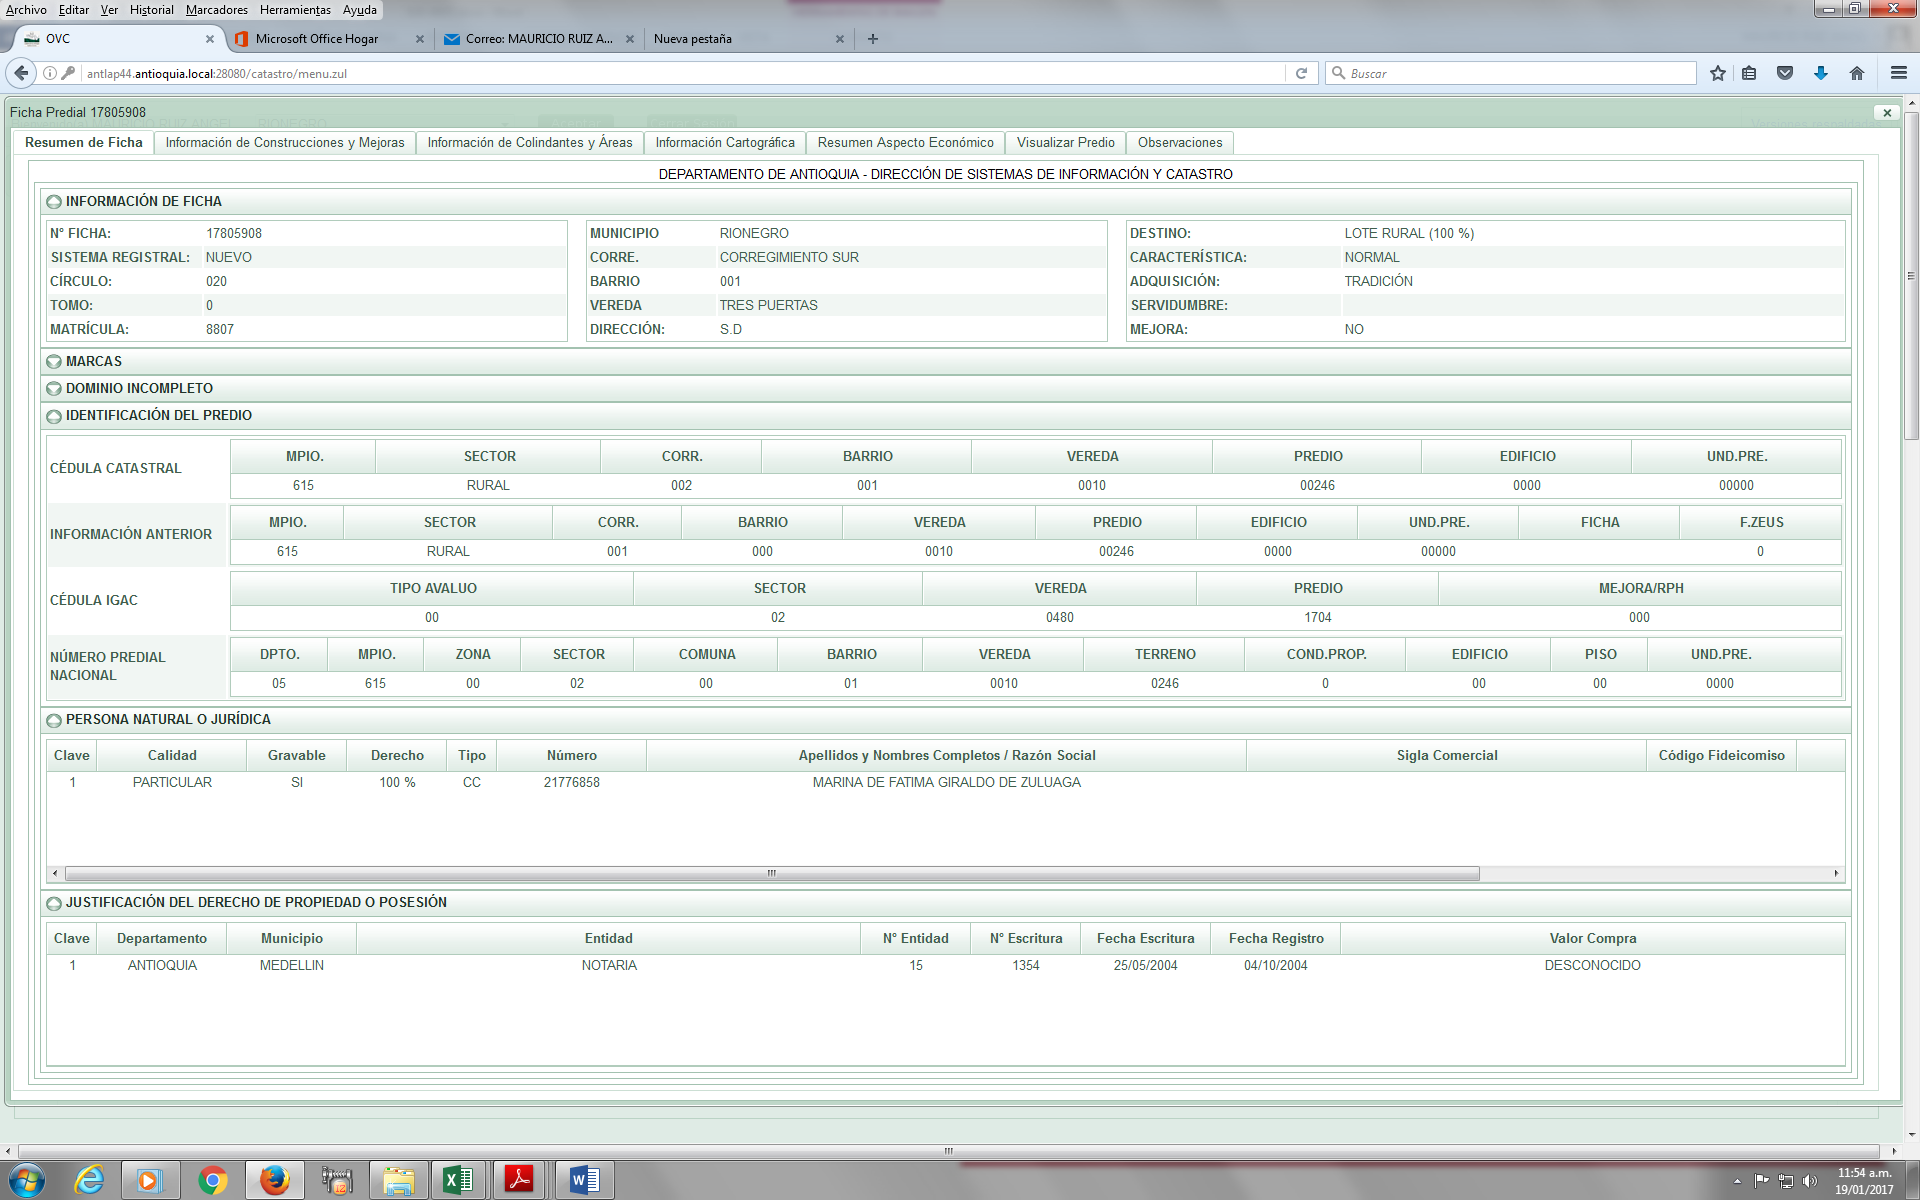 Archivo Editar Ver Historial Marcadores Herramientas Ayuda
OVC Microsoft Office Hogar Correo: MAURICIO RUIZ A... Nueva pestaña
antlap44.antioquia.local:28080/catastro/menu.zul Buscar
Ficha Predial 17805908
Resumen de Ficha Información de Construcciones y Mejoras Información de Colindantes y Áreas Información Cartográfica Resumen Aspecto Económico Visualizar Predio Observaciones
DEPARTAMENTO DE ANTIOQUIA - DIRECCIÓN DE SISTEMAS DE INFORMACIÓN Y CATASTRO
INFORMACIÓN DE FICHA
N° FICHA: 17805908 MUNICIPIO RIONEGRO DESTINO: LOTE RURAL (100 %)
SISTEMA REGISTRAL: NUEVO CORRE. CORREGIMIENTO SUR CARACTERÍSTICA: NORMAL
CÍRCULO: 020 BARRIO 001 ADQUISICIÓN: TRADICIÓN
TOMO: 0 VEREDA TRES PUERTAS SERVIDUMBRE:
MATRÍCULA: 8807 DIRECCIÓN: S.D MEJORA: NO
MARCAS
DOMINIO INCOMPLETO
IDENTIFICACIÓN DEL PREDIO
CÉDULA CATASTRAL
MPIO. SECTOR CORR. BARRIO VEREDA PREDIO EDIFICIO UND.PRE.
615 RURAL 002 001 0010 00246 0000 00000
INFORMACIÓN ANTERIOR
MPIO. SECTOR CORR. BARRIO VEREDA PREDIO EDIFICIO UND.PRE. FICHA F.ZEUS
615 RURAL 001 000 0010 00246 0000 00000 0
CÉDULA IGAC
TIPO AVALUO SECTOR VEREDA PREDIO MEJORA/RPH
00 02 0480 1704 000
NÚMERO PREDIAL
NACIONAL
DPTO. MPIO. ZONA SECTOR COMUNA BARRIO VEREDA TERRENO COND.PROP. EDIFICIO PISO UND.PRE.
05 615 00 02 00 01 0010 0246 0 00 00 0000
PERSONA NATURAL O JURÍDICA
Clave Calidad Gravable Derecho Tipo Número Apellidos y Nombres Completos / Razón Social Sigla Comercial Código Fideicomiso
1 PARTICULAR SI 100 % CC 21776858 MARINA DE FATIMA GIRALDO DE ZULUAGA
JUSTIFICACIÓN DEL DERECHO DE PROPIEDAD O POSESIÓN
Clave Departamento Municipio Entidad N° Entidad N° Escritura Fecha Escritura Fecha Registro Valor Compra
1 ANTIOQUIA MEDELLIN NOTARIA 15 1354 25/05/2004 04/10/2004 DESCONOCIDO
11:54 a.m.
19/01/2017